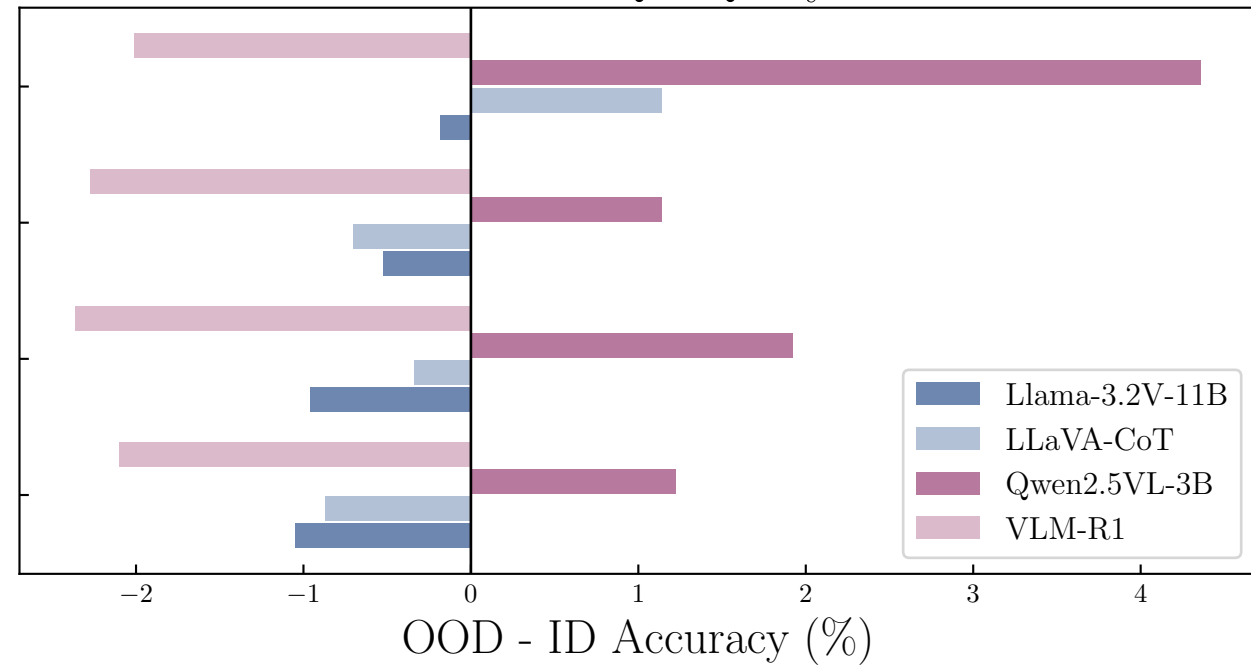 Llama-3.2V-11B
LLaVA-CoT
Qwen2.5VL-3B
VLM-R1
−2 −1 0 1 2 3 4
OOD - ID Accuracy (%)